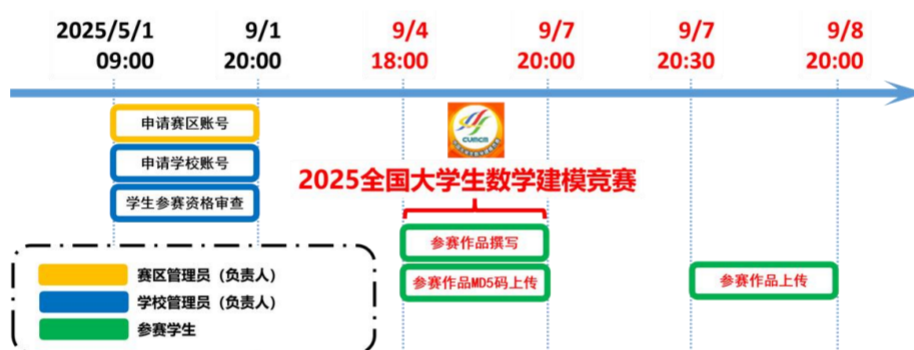 2025/5/1 9/1 9/4 9/7 9/7 9/8
09:00 20:00 18:00 20:00 20:30 20:00
申请赛区账号
申请学校账号
CUMCM
2025全国大学生数学建模竞赛
学生参赛资格审查
参赛作品撰写
参赛作品MD5码上传
参赛作品上传
赛区管理员（负责人）
学校管理员（负责人）
参赛学生